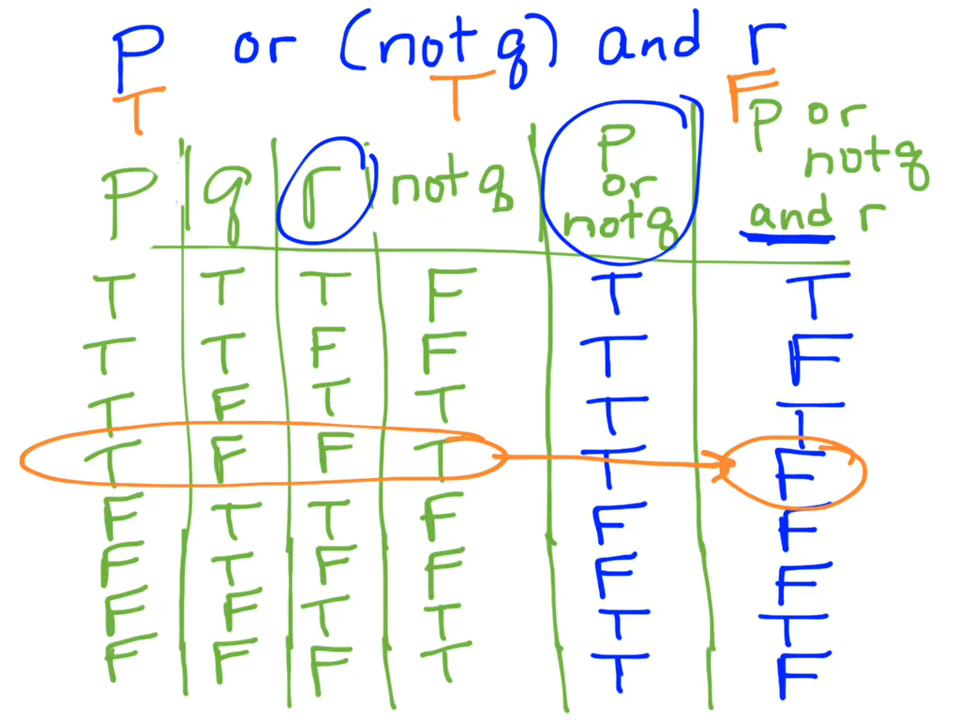 p or (not q) and r
T T F
p q r not q p or not q p or not q and r
T T T F T T
T T F F T F
T F T T T T
T F F T T F
F T T F F F
F T F F F F
F F T T T T
F F F T T F